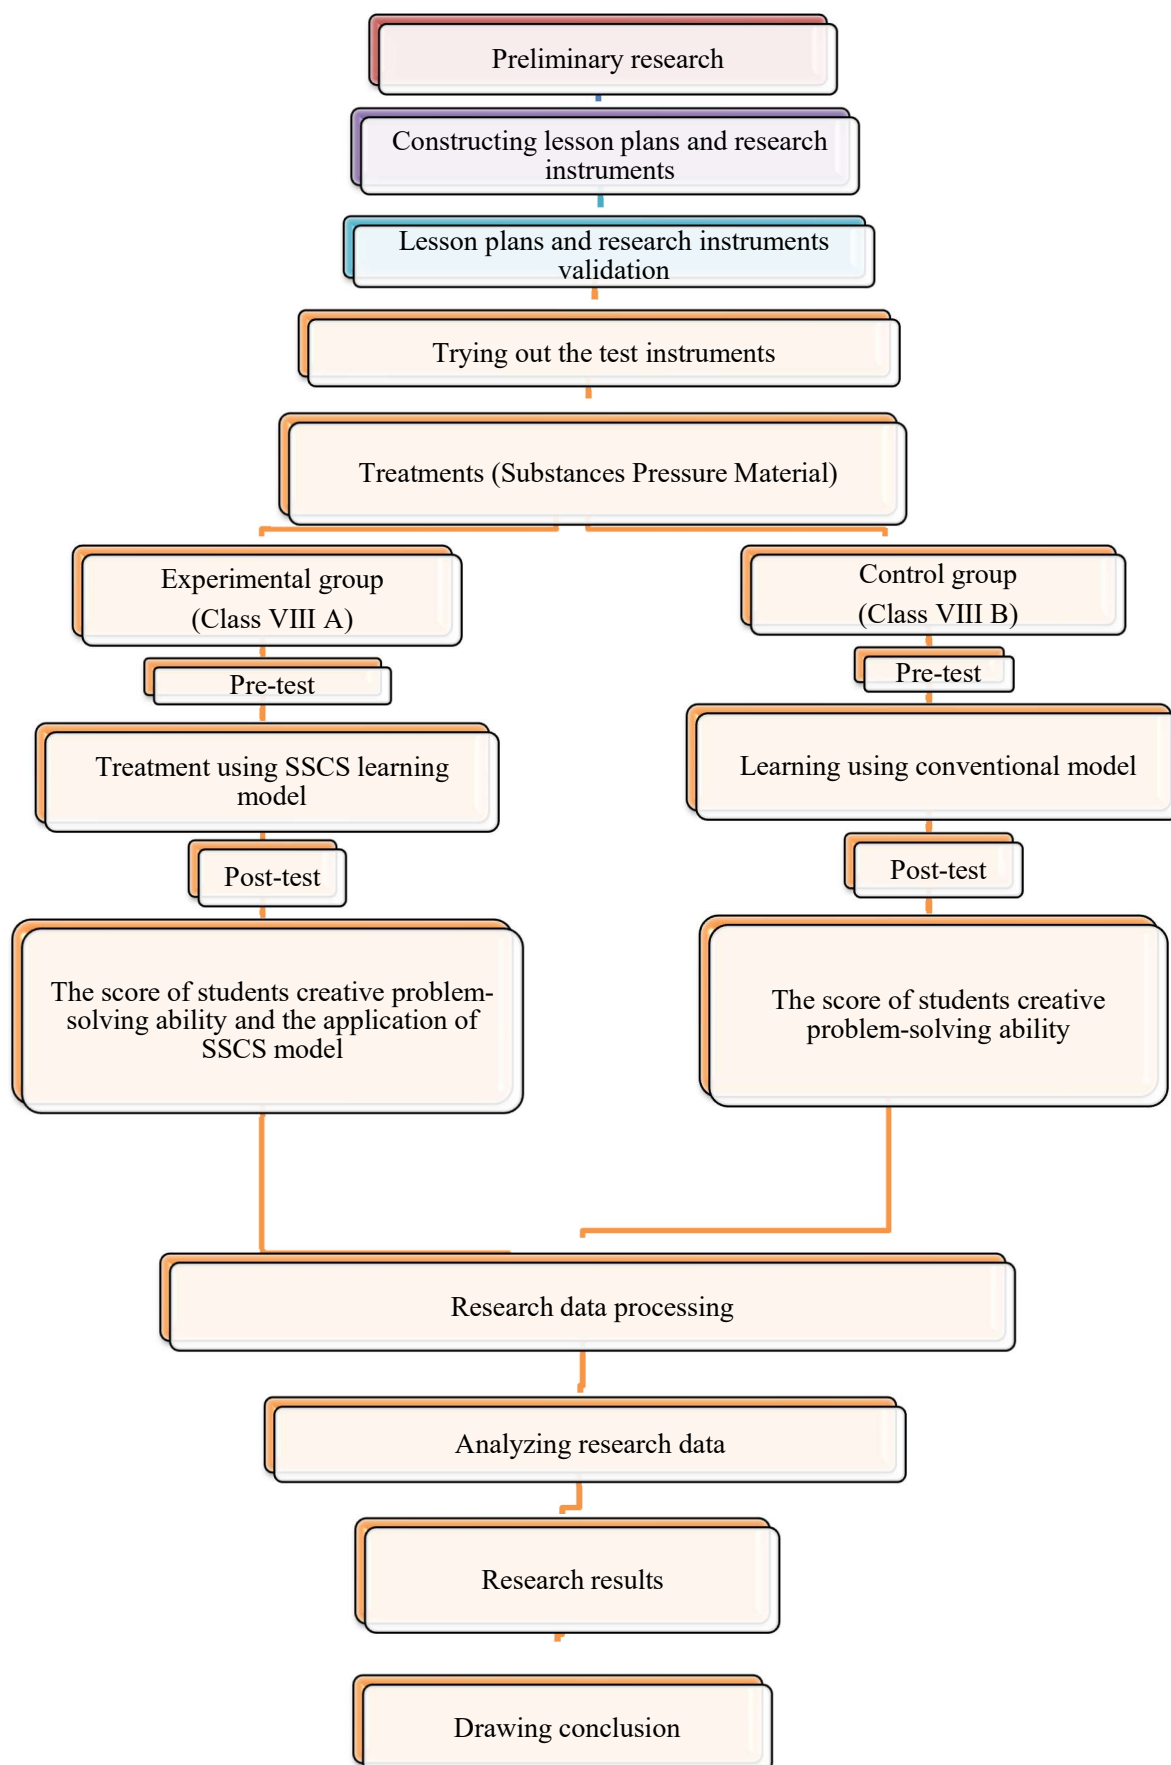 Preliminary research
Constructing lesson plans and research
instruments
Lesson plans and research instruments
validation
Trying out the test instruments
Treatments (Substances Pressure Material)
Experimental group
(Class VIII A)
Control group
(Class VIII B)
Pre-test
Pre-test
Treatment using SSCS learning
model
Learning using conventional model
Post-test
Post-test
The score of students creative problem-
solving ability and the application of
SSCS model
The score of students creative
problem-solving ability
Research data processing
Analyzing research data
Research results
Drawing conclusion